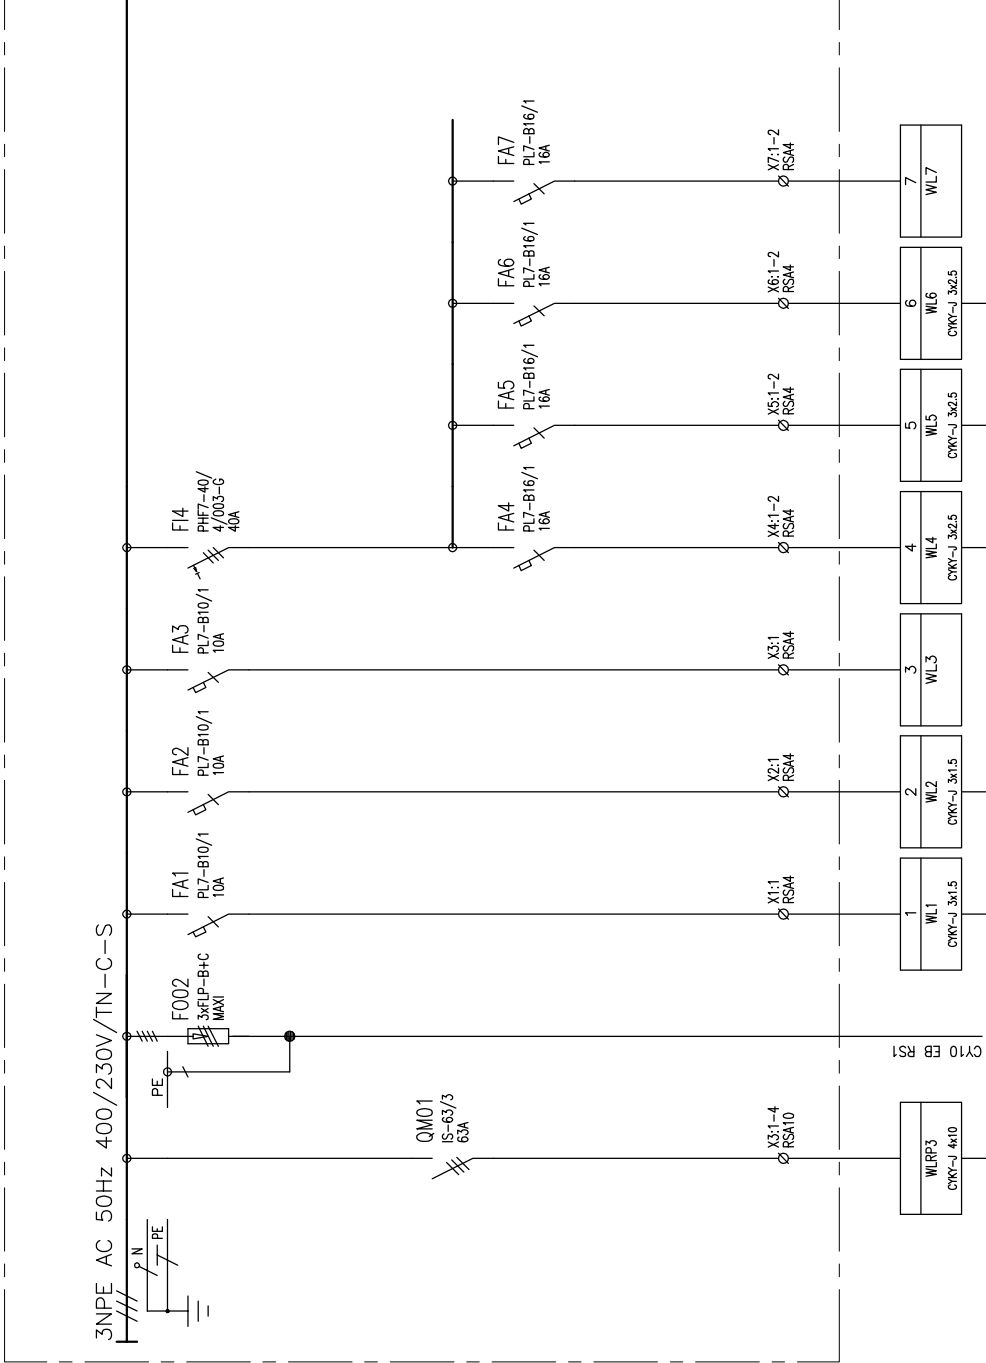 3NPE AC 50Hz 400/230V/TN-C-S
N
PE
PE
QM01
IS-63/3
63A
X3:1-4
RSA10
WLRP3
CYKY-J 4x10
F002
3xFLP-B+C
MAXI
CY10 EB RS1
FA1
PL7-B10/1
10A
X1:1
RSA4
1
WL1
CYKY-J 3x1.5
FA2
PL7-B10/1
10A
X2:1
RSA4
2
WL2
CYKY-J 3x1.5
FA3
PL7-B10/1
10A
X3:1
RSA4
3
WL3
FI4
PHF7-40/
4/003-G
40A
FA4
PL7-B16/1
16A
X4:1-2
RSA4
4
WL4
CYKY-J 3x2.5
FA5
PL7-B16/1
16A
X5:1-2
RSA4
5
WL5
CYKY-J 3x2.5
FA6
PL7-B16/1
16A
X6:1-2
RSA4
6
WL6
CYKY-J 3x2.5
FA7
PL7-B16/1
16A
X7:1-2
RSA4
7
WL7